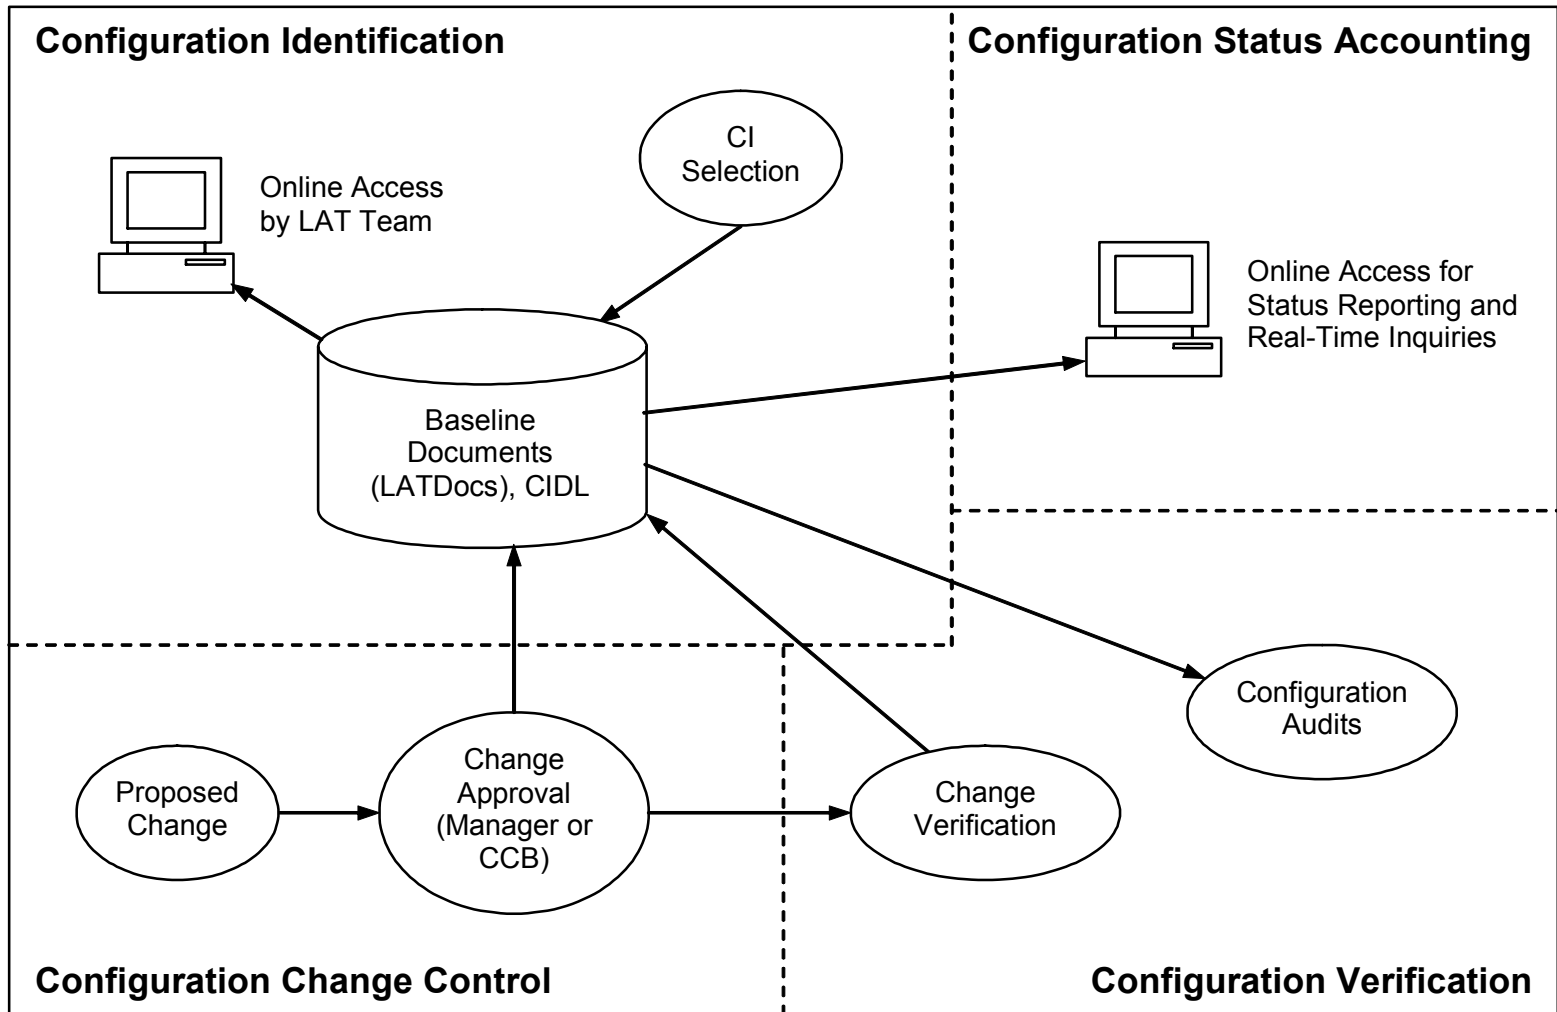 Configuration Identification
Configuration Status Accounting
CI
Selection
Online Access
by LAT Team
Online Access for
Status Reporting and
Real-Time Inquiries
Baseline
Documents
(LATDocs), CIDL
Configuration
Audits
Proposed
Change
Change
Approval
(Manager or
CCB)
Change
Verification
Configuration Change Control
Configuration Verification